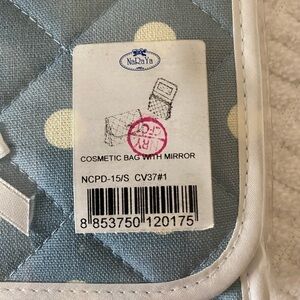 NaRaYa
COSMETIC BAG WITH MIRROR
NCPD-15/S CV37#1
8 853750 120175